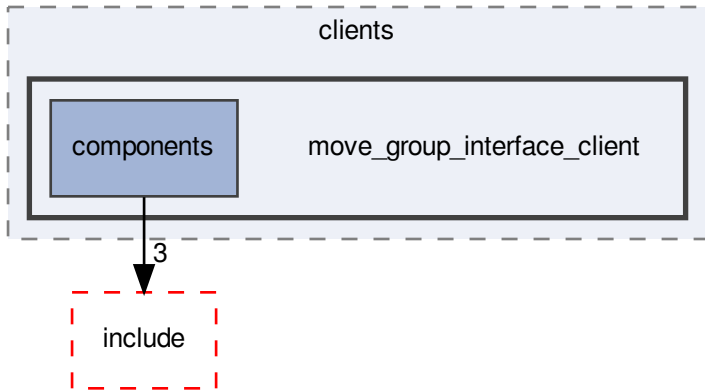 clients
components
move_group_interface_client
3
include